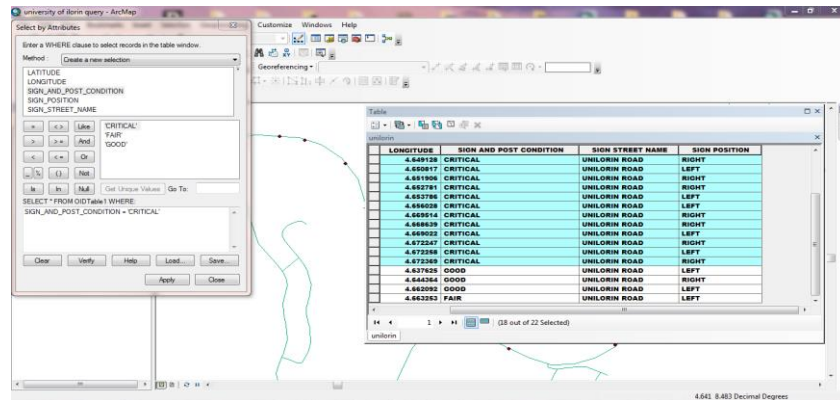 university of ilorin query - ArcMap
Customize Windows Help
Georeferencing
Select by Attributes
Enter a WHERE clause to select records in the table window.
Method : Create a new selection
LATITUDE
LONGITUDE
SIGN_AND_POST_CONDITION
SIGN_POSITION
SIGN_STREET_NAME
= < > Like
> > = And
< < = Or
_ % ( ) Not
Is In Null
'CRITICAL'
'FAIR'
'GOOD'
Get Unique Values Go To:
SELECT * FROM OIDTable1 WHERE:
SIGN_AND_POST_CONDITION = 'CRITICAL'
Clear Verify Help Load... Save...
Apply Close
Table
unilorin
LONGITUDE SIGN AND POST CONDITION SIGN STREET NAME SIGN POSITION
4.649128 CRITICAL UNILORIN ROAD RIGHT
4.650817 CRITICAL UNILORIN ROAD LEFT
4.651906 CRITICAL UNILORIN ROAD RIGHT
4.652781 CRITICAL UNILORIN ROAD RIGHT
4.653786 CRITICAL UNILORIN ROAD LEFT
4.656028 CRITICAL UNILORIN ROAD LEFT
4.669514 CRITICAL UNILORIN ROAD RIGHT
4.668639 CRITICAL UNILORIN ROAD RIGHT
4.669022 CRITICAL UNILORIN ROAD LEFT
4.672247 CRITICAL UNILORIN ROAD RIGHT
4.672258 CRITICAL UNILORIN ROAD LEFT
4.672369 CRITICAL UNILORIN ROAD RIGHT
4.637625 GOOD UNILORIN ROAD LEFT
4.644364 GOOD UNILORIN ROAD RIGHT
4.662092 GOOD UNILORIN ROAD LEFT
4.663253 FAIR UNILORIN ROAD LEFT
1 (18 out of 22 Selected)
unilorin
4.641 8.483 Decimal Degrees